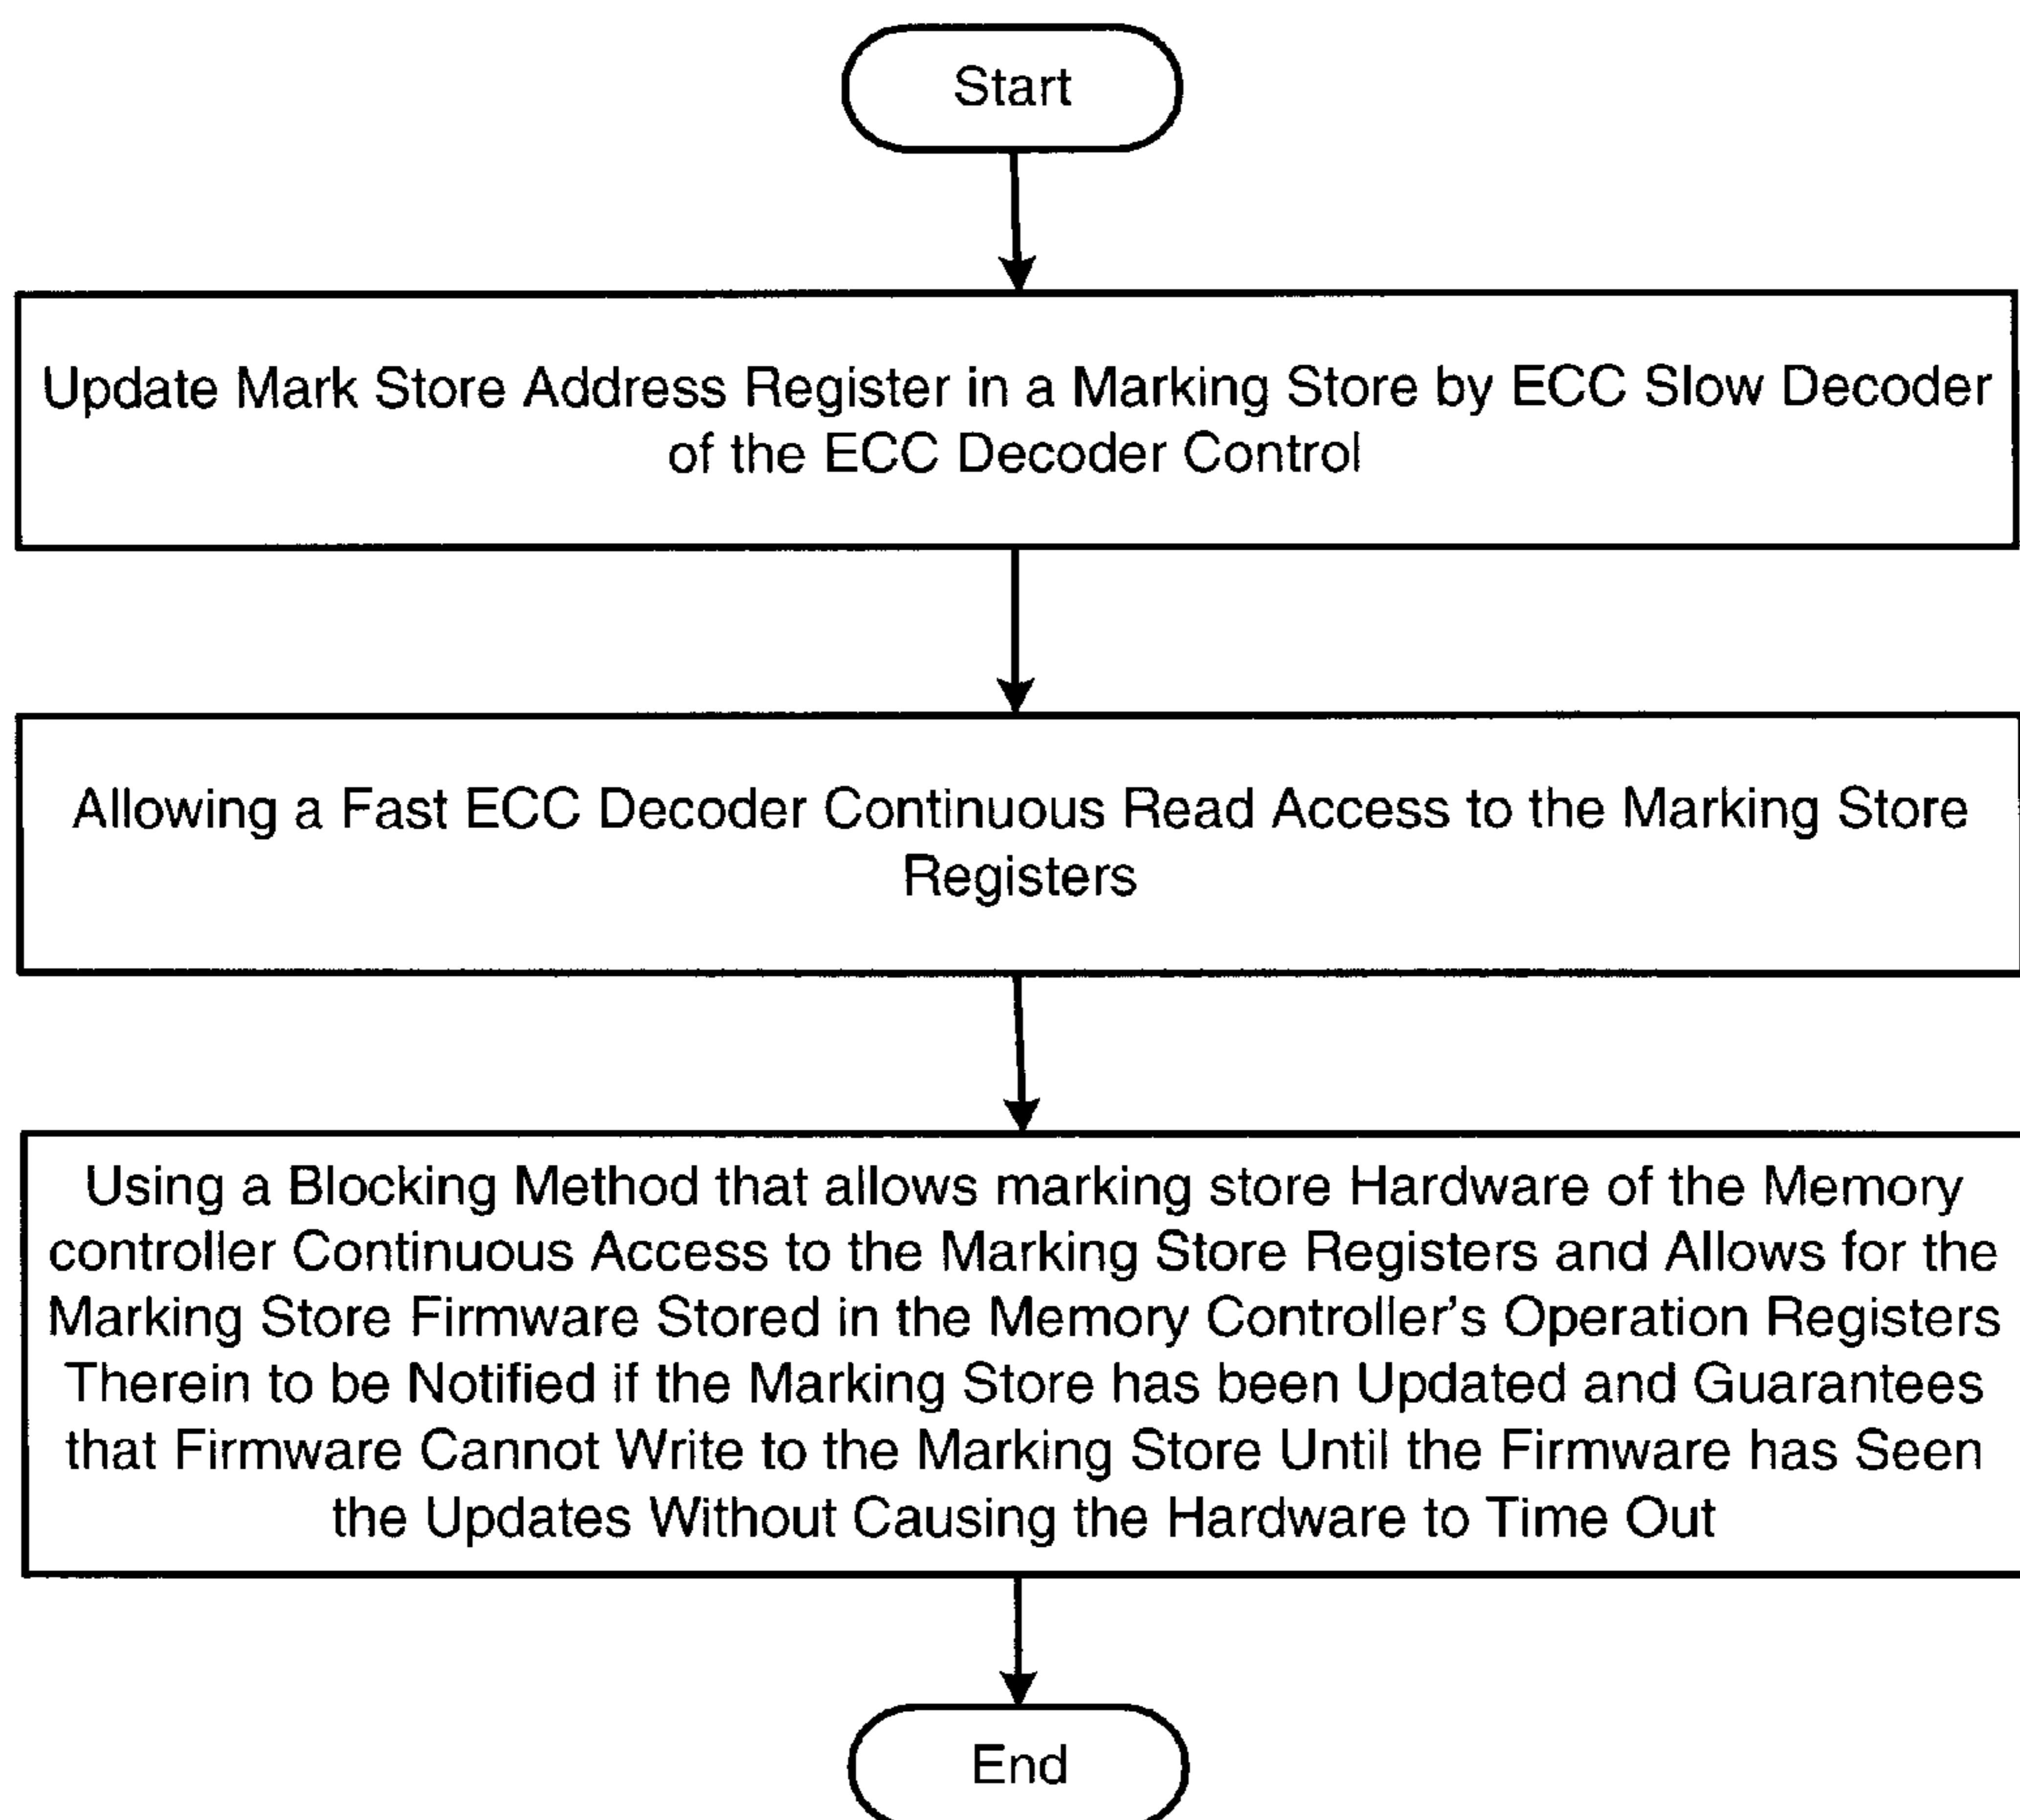 Start
Update Mark Store Address Register in a Marking Store by ECC Slow Decoder
of the ECC Decoder Control
Allowing a Fast ECC Decoder Continuous Read Access to the Marking Store
Registers
Using a Blocking Method that allows marking store Hardware of the Memory
controller Continuous Access to the Marking Store Registers and Allows for the
Marking Store Firmware Stored in the Memory Controller's Operation Registers
Therein to be Notified if the Marking Store has been Updated and Guarantees
that Firmware Cannot Write to the Marking Store Until the Firmware has Seen
the Updates Without Causing the Hardware to Time Out
End